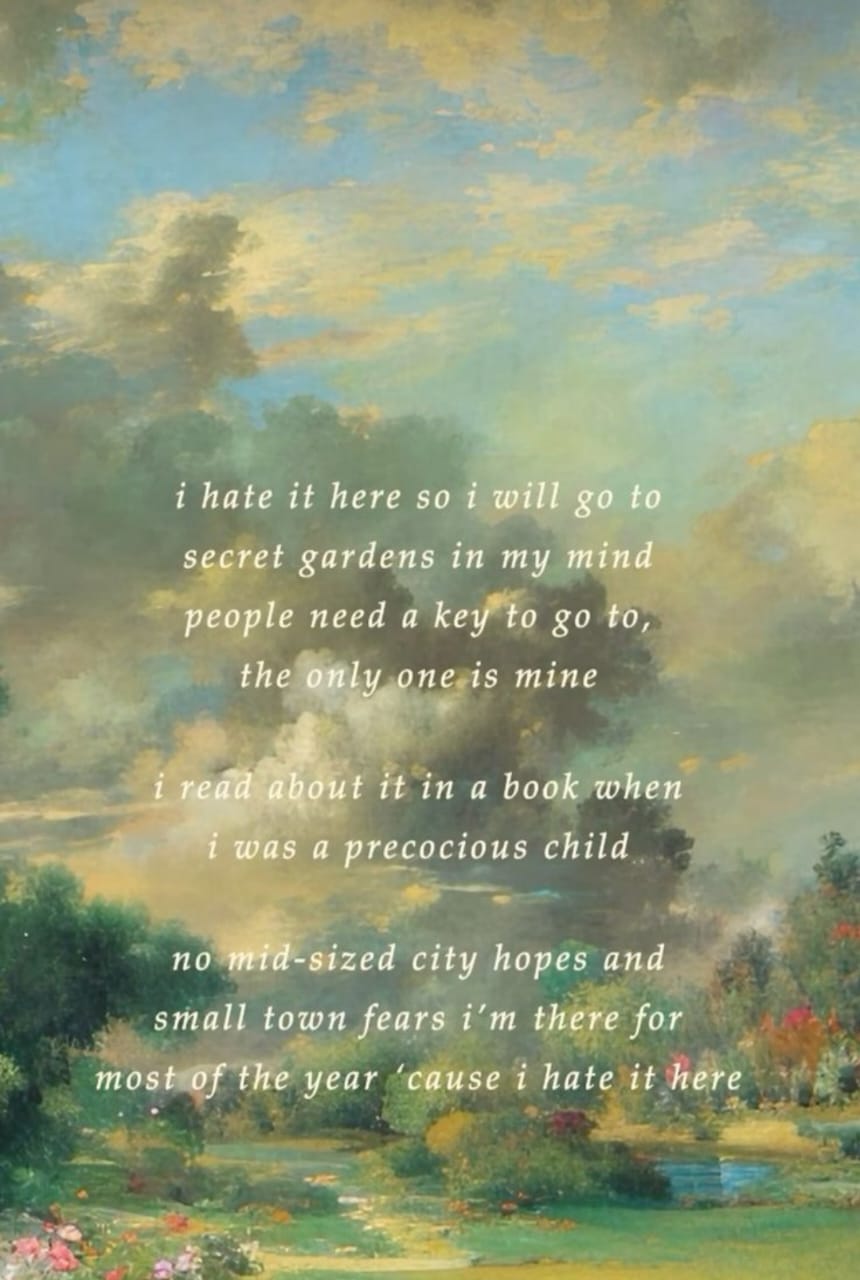 i hate it here so i will go to
secret gardens in my mind
people need a key to go to,
the only one is mine
i read about it in a book when
i was a precocious child
no mid-sized city hopes and
small town fears i’m there for
most of the year ‘cause i hate it here